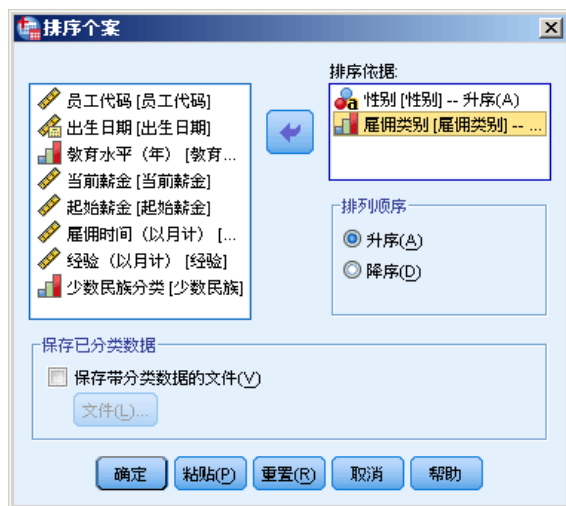 排序个案
员工代码 [员工代码]
出生日期 [出生日期]
教育水平（年） [教育...
当前薪金 [当前薪金]
起始薪金 [起始薪金]
雇佣时间（以月计） [...
经验（以月计） [经验]
少数民族分类 [少数民族]
排序依据:
a 性别 [性别] -- 升序(A)
雇佣类别 [雇佣类别] -- ...
排列顺序
升序(A)
降序(D)
保存已分类数据
保存带分类数据的文件(V)
文件(L)...
确定 粘贴(P) 重置(R) 取消 帮助